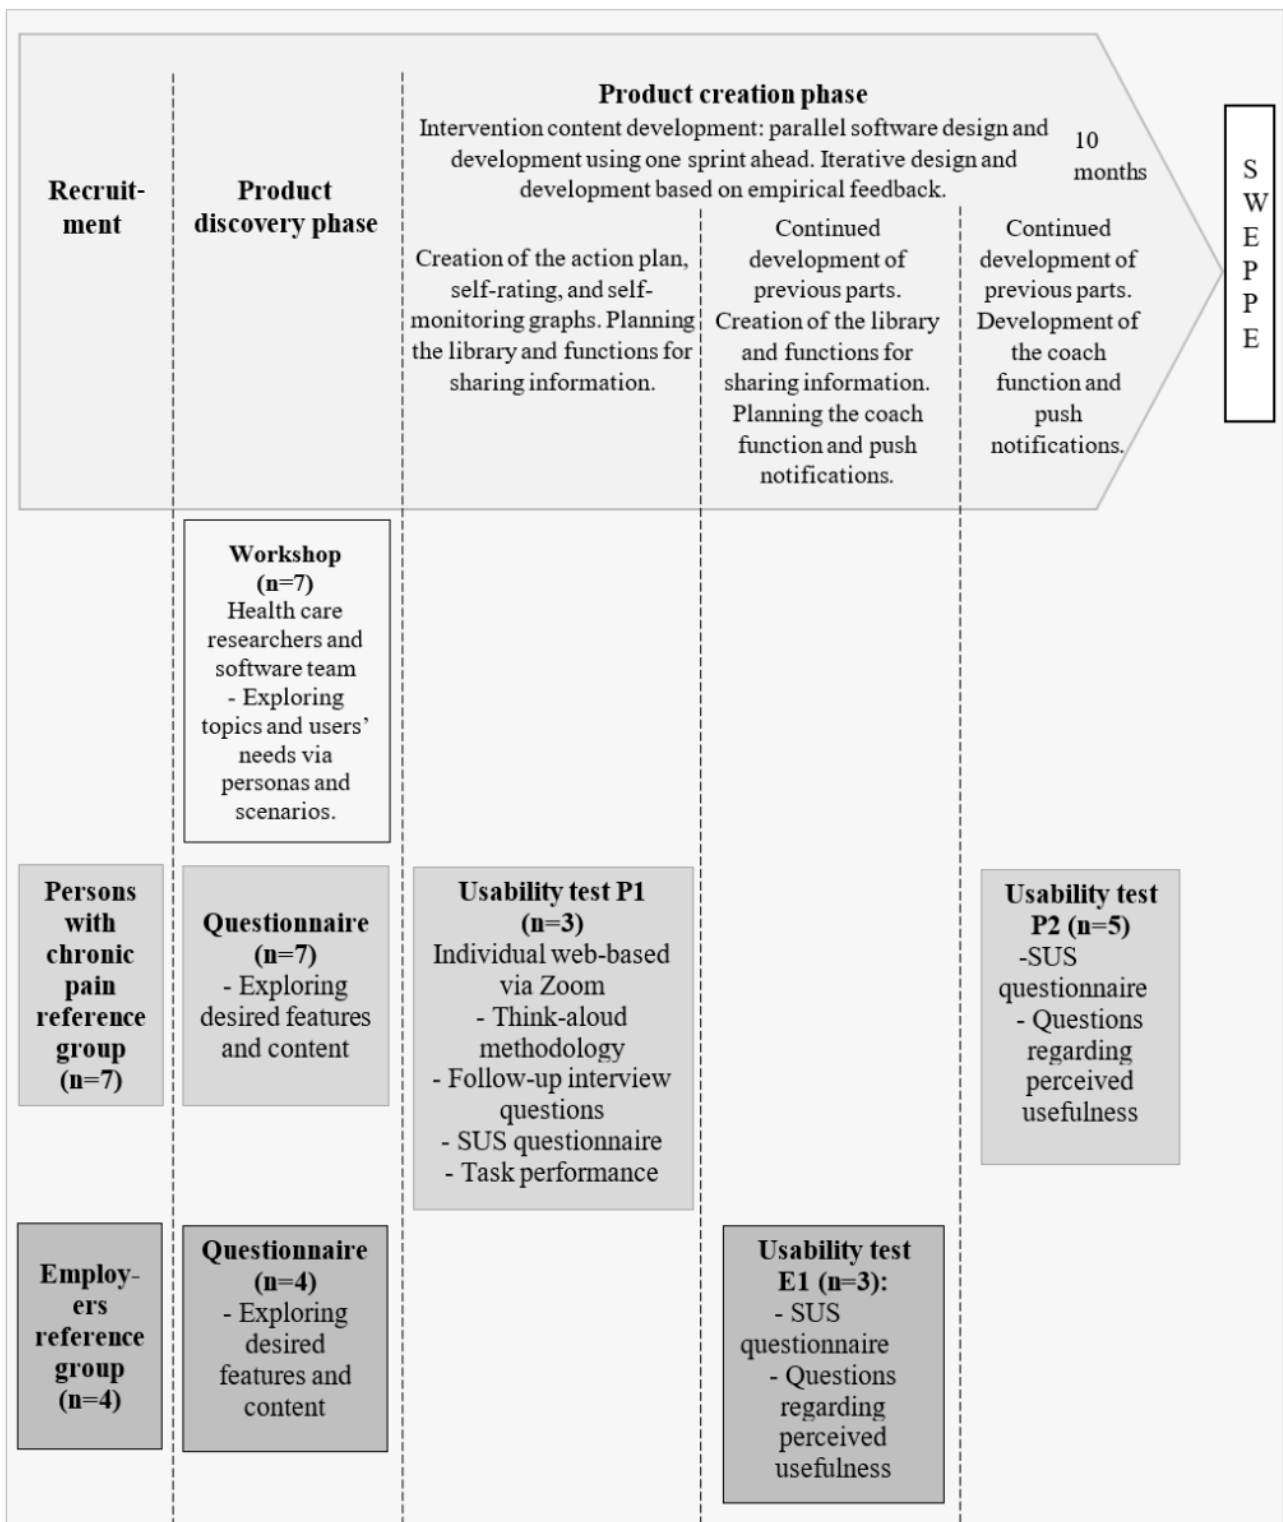 Product creation phase
Intervention content development: parallel software design and
development using one sprint ahead. Iterative design and
development based on empirical feedback.
10
months
Recruit-
ment
Product
discovery phase
Creation of the action plan,
self-rating, and self-
monitoring graphs. Planning
the library and functions for
sharing information.
Continued
development of
previous parts.
Creation of the library
and functions for
sharing information.
Planning the coach
function and push
notifications.
Continued
development of
previous parts.
Development of
the coach
function and
push
notifications.
S
W
E
P
P
E
Workshop
(n=7)
Health care
researchers and
software team
- Exploring
topics and users’
needs via
personas and
scenarios.
Persons
with
chronic
pain
reference
group
(n=7)
Questionnaire
(n=7)
- Exploring
desired features
and content
Usability test P1
(n=3)
Individual web-based
via Zoom
- Think-aloud
methodology
- Follow-up interview
questions
- SUS questionnaire
- Task performance
Usability test
P2 (n=5)
-SUS
questionnaire
- Questions
regarding
perceived
usefulness
Employ-
ers
reference
group
(n=4)
Questionnaire
(n=4)
- Exploring
desired
features and
content
Usability test
E1 (n=3):
- SUS
questionnaire
- Questions
regarding
perceived
usefulness